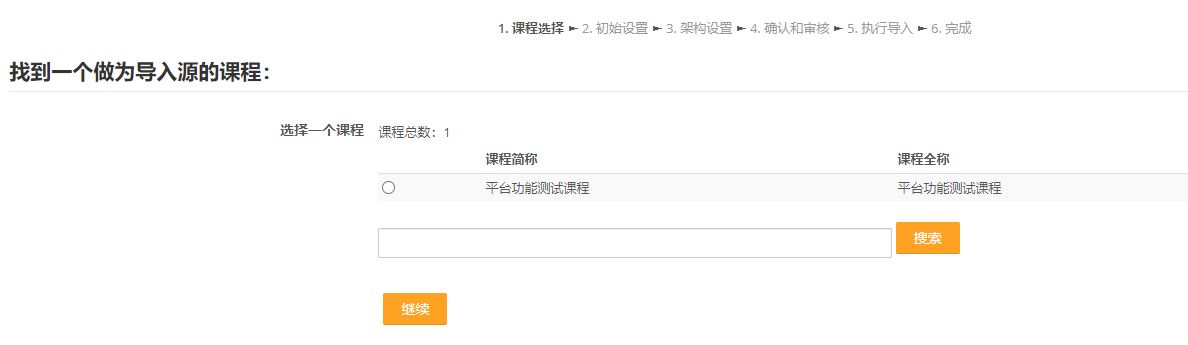 1. 课程选择 ► 2. 初始设置 ► 3. 架构设置 ► 4. 确认和审核 ► 5. 执行导入 ► 6. 完成
找到一个做为导入源的课程：
选择一个课程 课程总数：1
课程简称 课程全称
平台功能测试课程 平台功能测试课程
搜索
继续